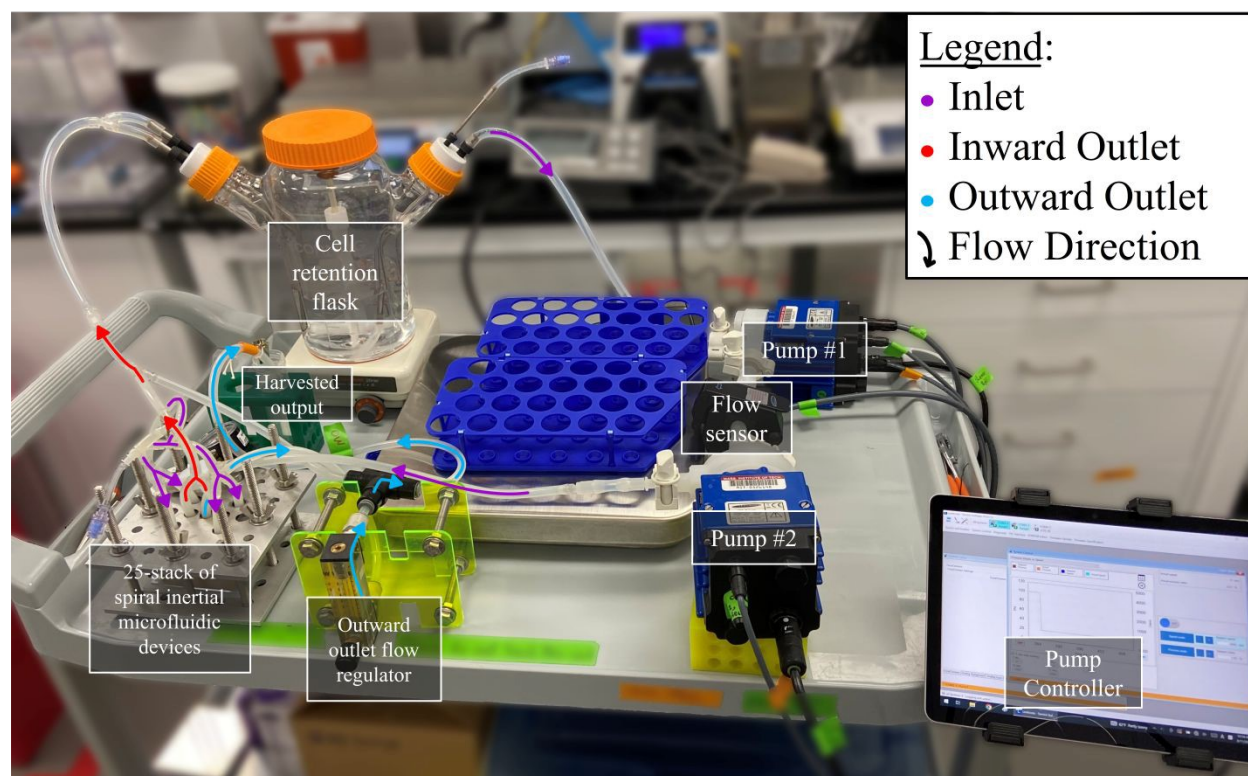 Legend:
Inlet
Inward Outlet
Outward Outlet
Flow Direction
Cell
retention
flask
Pump #1
Harvested
output
Flow
sensor
Pump #2
25-stack of
spiral inertial
microfluidic
devices
Outward
outlet flow
regulator
Pump
Controller